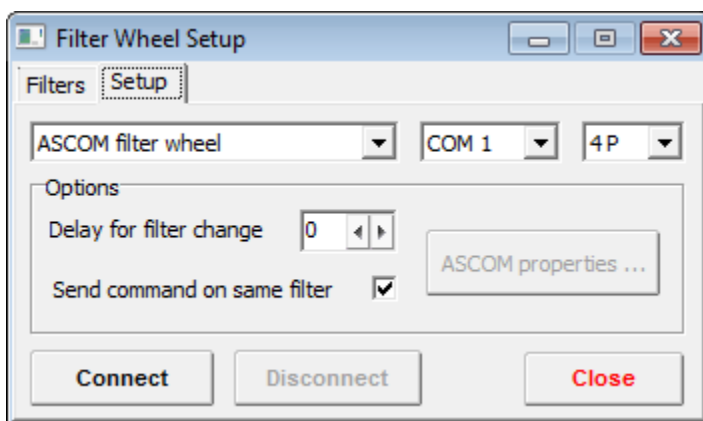 Filter Wheel Setup
Filters Setup
ASCOM filter wheel COM 1 4 P
Options
Delay for filter change 0
ASCOM properties ...
Send command on same filter
Connect Disconnect Close